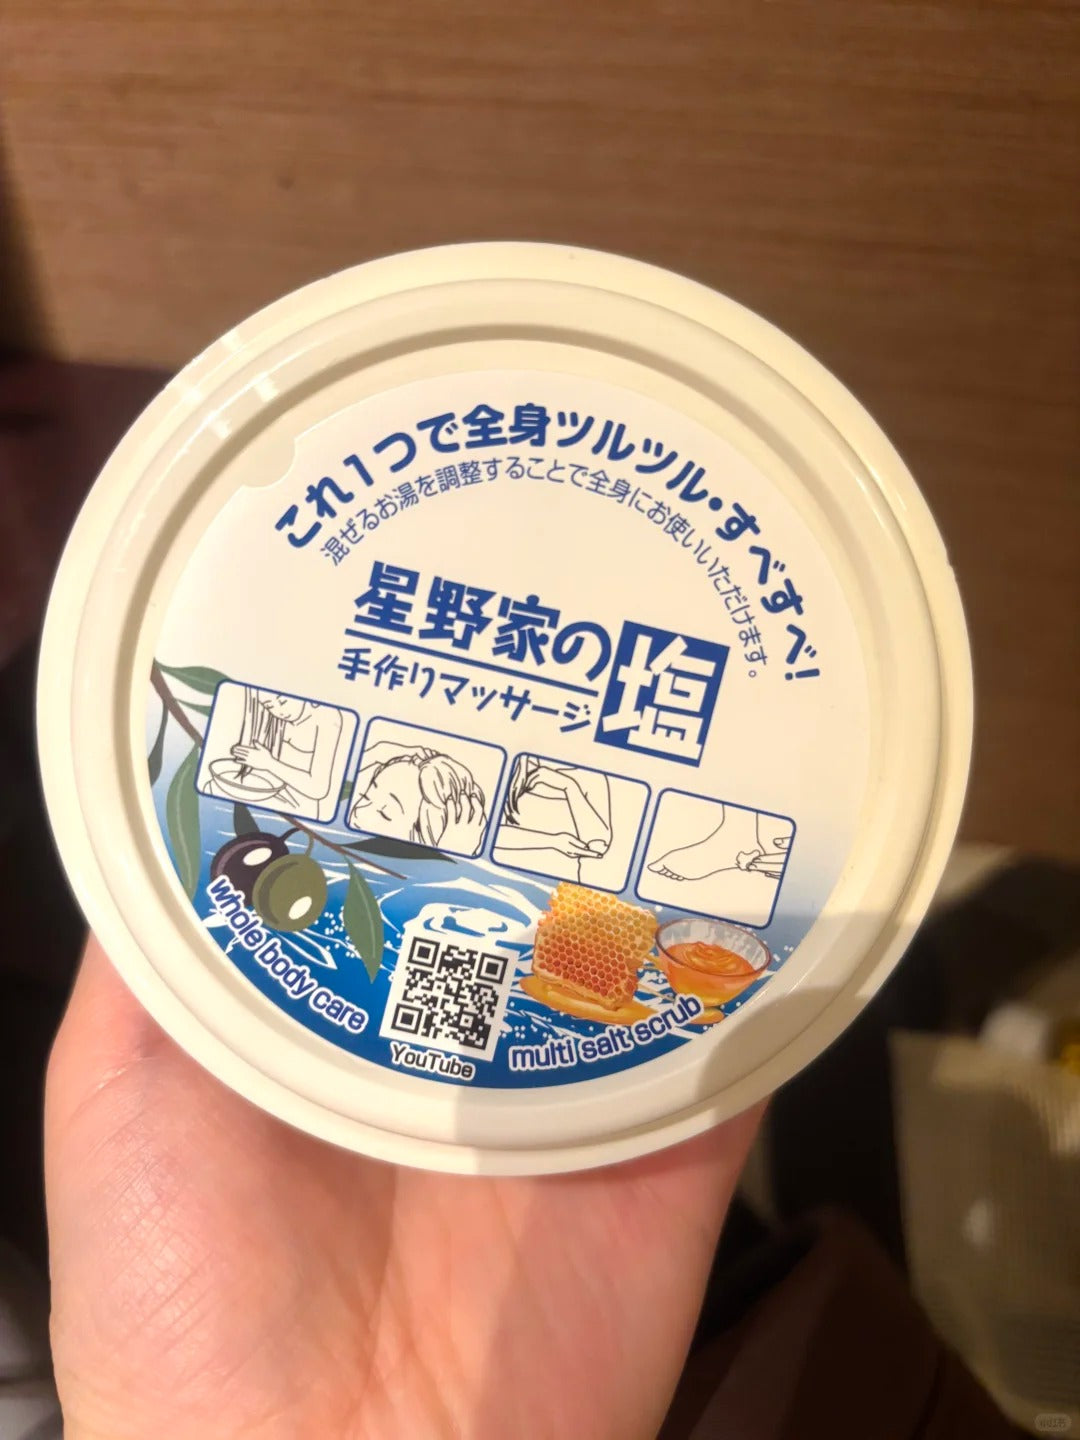 これ1つで全身ツルツル・すべすべ!
混ぜるお湯を調整することで全身にお使いいただけます。
星野家の塩
手作りマッサージ
whole body care
YouTube
multi salt scrub
小红书